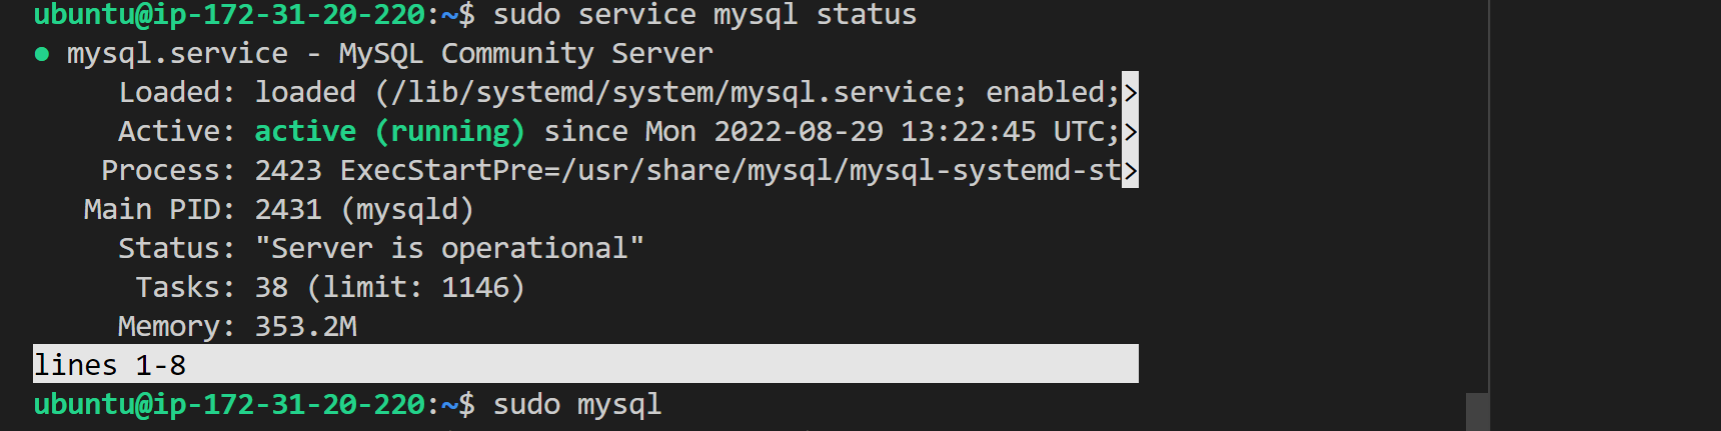 ubuntu@ip-172-31-20-220:~$ sudo service mysql status
● mysql.service - MySQL Community Server
Loaded: loaded (/lib/systemd/system/mysql.service; enabled;>
Active: active (running) since Mon 2022-08-29 13:22:45 UTC;>
Process: 2423 ExecStartPre=/usr/share/mysql/mysql-systemd-st>
Main PID: 2431 (mysqld)
Status: "Server is operational"
Tasks: 38 (limit: 1146)
Memory: 353.2M
lines 1-8
ubuntu@ip-172-31-20-220:~$ sudo mysql